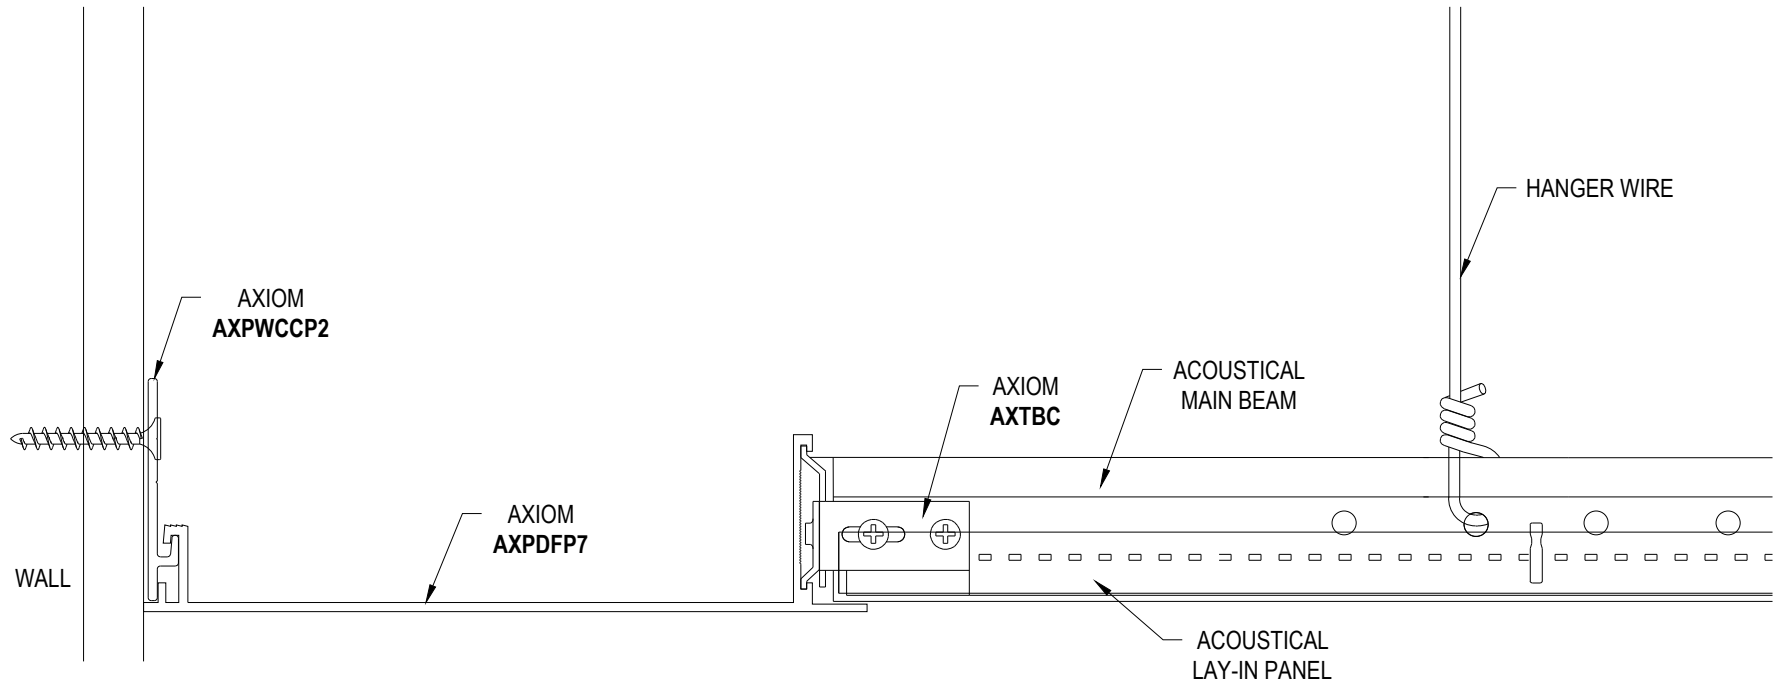 HANGER WIRE
AXIOM
AXPWCCP2
ACOUSTICAL
MAIN BEAM
AXIOM
AXTBC
AXIOM
AXPDFP7
WALL
ACOUSTICAL
LAY-IN PANEL